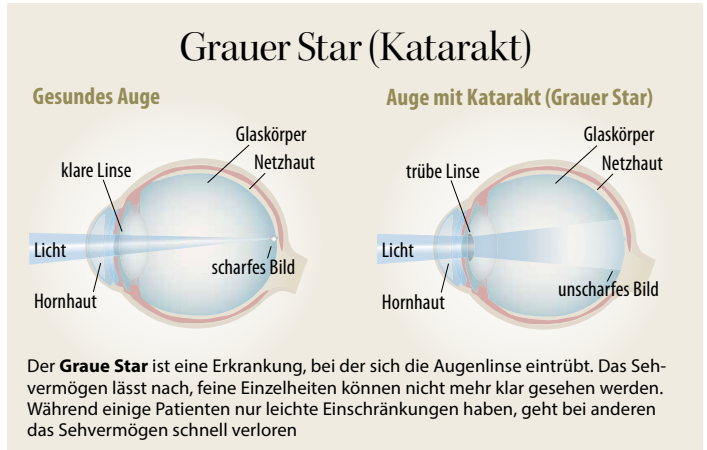 Grauer Star (Katarakt)
Gesundes Auge
Glaskörper
Netzhaut
klare Linse
Licht
scharfes Bild
Hornhaut
Auge mit Katarakt (Grauer Star)
Glaskörper
Netzhaut
trübe Linse
Licht
unscharfes Bild
Hornhaut
Der Graue Star ist eine Erkrankung, bei der sich die Augenlinse eintrübt. Das Seh-
vermögen lässt nach, feine Einzelheiten können nicht mehr klar gesehen werden.
Während einige Patienten nur leichte Einschränkungen haben, geht bei anderen
das Sehvermögen schnell verloren